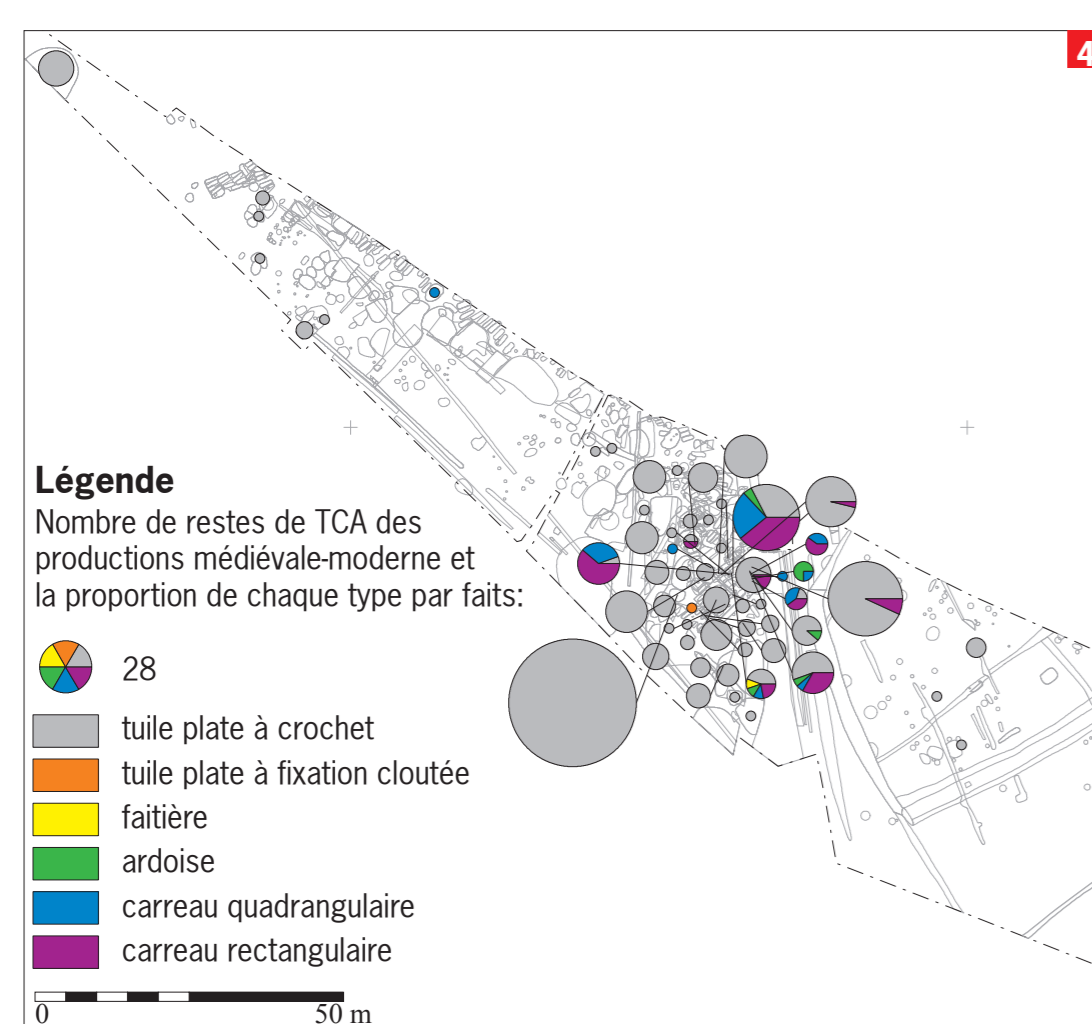 4
Légende
Nombre de restes de TCA des
productions médiévale-moderne et
la proportion de chaque type par faits:
28
tuile plate à crochet
tuile plate à fixation cloutée
faitière
ardoise
carreau quadrangulaire
carreau rectangulaire
0 50 m